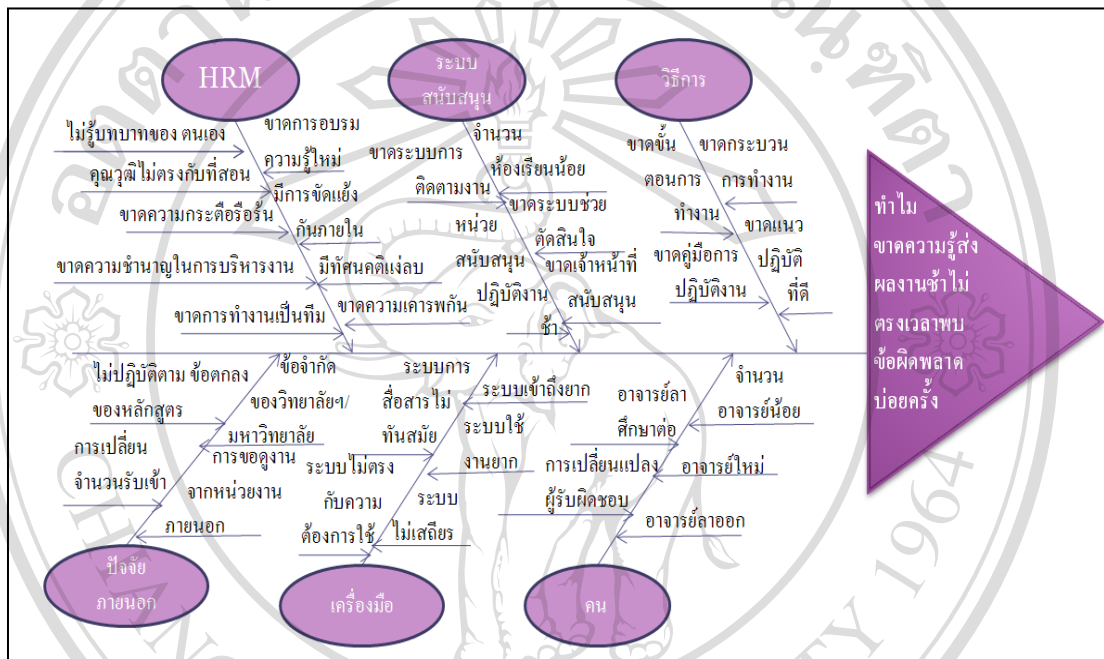 HRM
ระบบ
สนับสนุน
วิธีการ
ไม่รู้บทบาทของ ตนเอง
คุณวุฒิไม่ตรงกับที่สอน
ขาดความกระตือรือร้น
ขาดความชำนาญในการบริหารงาน
ขาดการทำงานเป็นทีม
ขาดการอบรม
ความรู้ใหม่
มีการขัดแย้ง
กันภายใน
มีทัศนคติแง่ลบ
ขาดความเคารพกัน
ขาดระบบการ
ติดตามงาน
หน่วย
สนับสนุน
ปฏิบัติงาน
ช้า
จำนวน
ห้องเรียนน้อย
ขาดระบบช่วย
ตัดสินใจ
ขาดเจ้าหน้าที่
สนับสนุน
ขาดขั้น
ตอนการ
ทำงาน
ขาดคู่มือการ
ปฏิบัติงาน
ขาดกระบวน
การทำงาน
ขาดแนว
ปฏิบัติ
ที่ดี
ทำไม
ขาดความรู้ส่ง
ผลงานช้าไม่
ตรงเวลาพบ
ข้อผิดพลาด
บ่อยครั้ง
ไม่ปฏิบัติตาม ข้อตกลง
ของหลักสูตร
การเปลี่ยน
จำนวนรับเข้า
ข้อจำกัด
ของวิทยาลัยฯ/
มหาวิทยาลัย
การขอดูงาน
จากหน่วยงาน
ภายนอก
ระบบการ
สื่อสารไม่
ทันสมัย
ระบบไม่ตรง
กับความ
ต้องการใช้
ระบบเข้าถึงยาก
ระบบใช้
งานยาก
ระบบ
ไม่เสถียร
อาจารย์ลา
ศึกษาต่อ
การเปลี่ยนแปลง
ผู้รับผิดชอบ
จำนวน
อาจารย์น้อย
อาจารย์ใหม่
อาจารย์ลาออก
ปัจจัย
ภายนอก
เครื่องมือ
คน